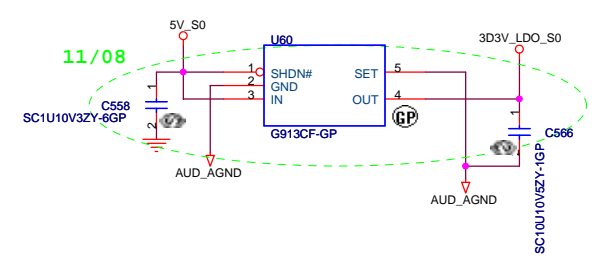 5V_S0
3D3V_LDO_S0
11/08
U60
1
SHDN#
SET
5
2
GND
3
IN
OUT
4
1
C558
SC1U10V3ZY-6GP
2
G913CF-GP
GP
1
C566
SC10U10V5ZY-1GP
AUD_AGND
AUD_AGND